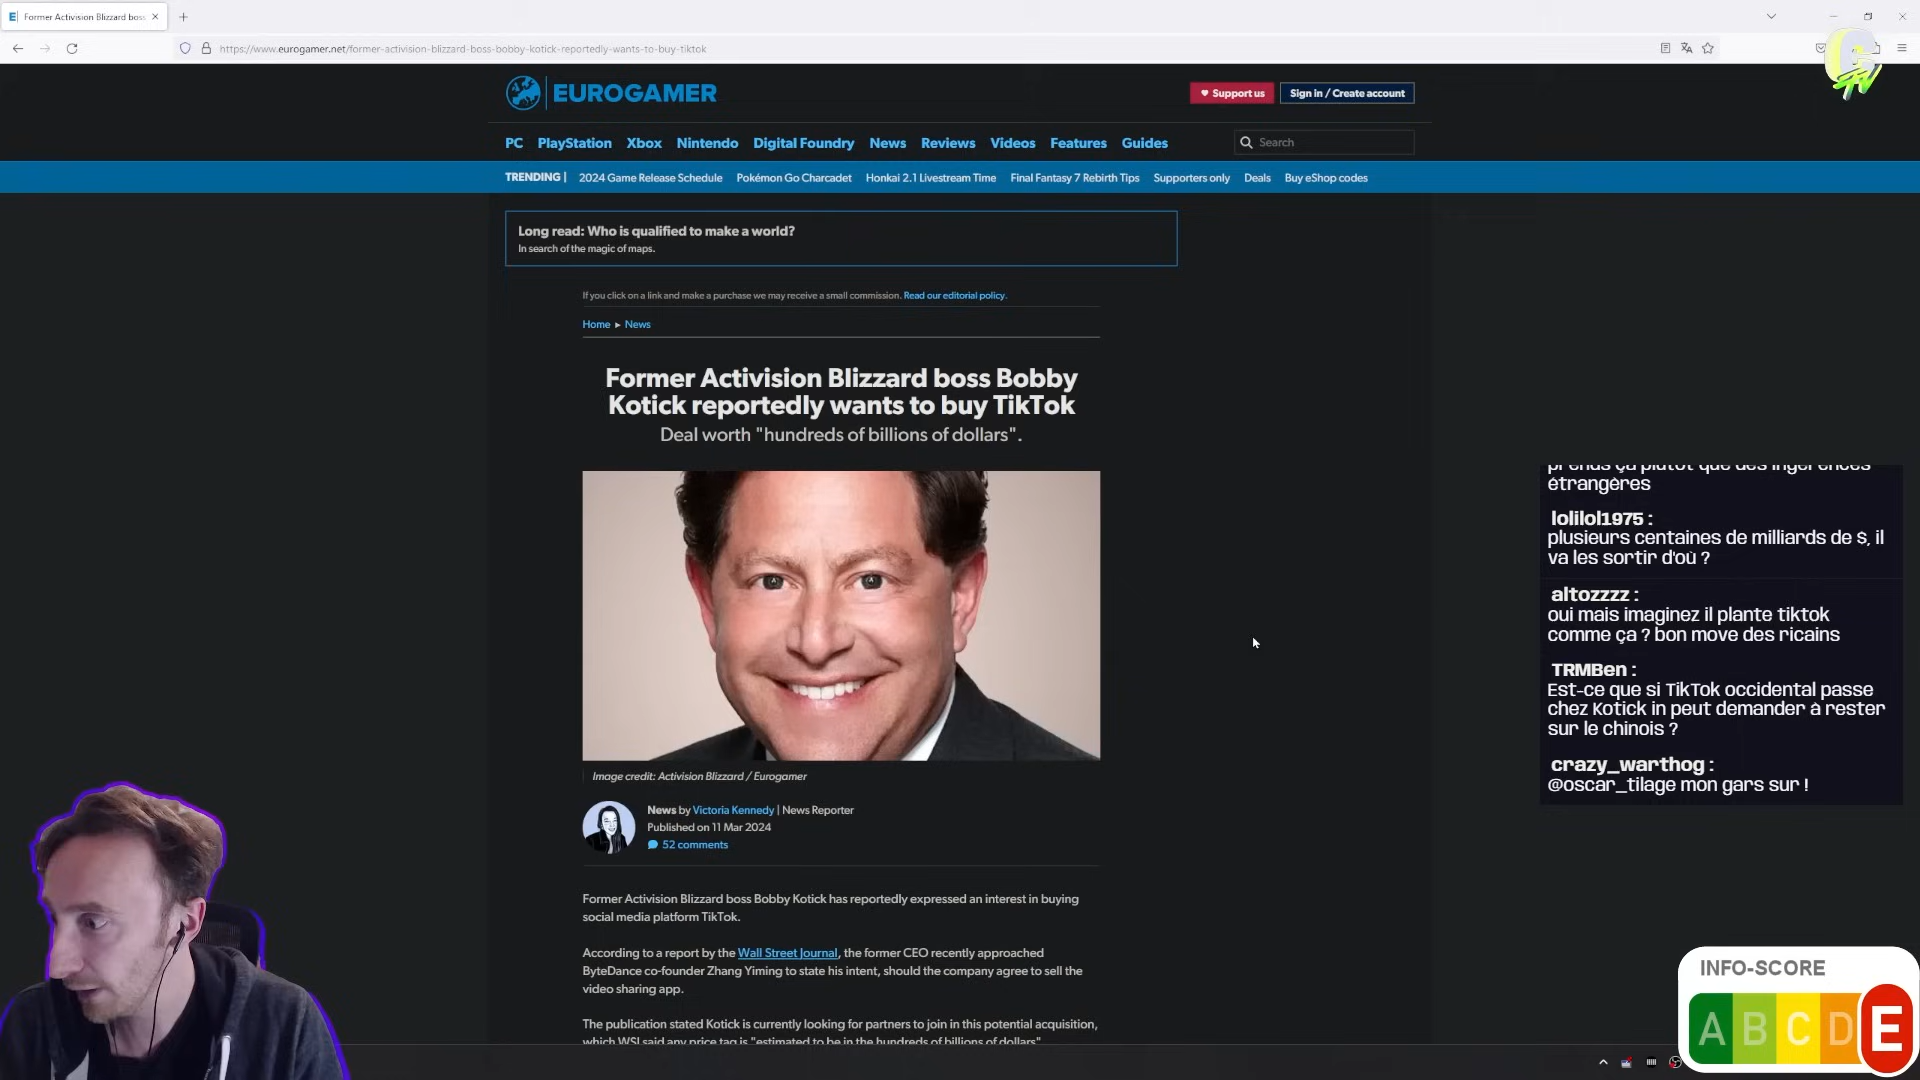 Former Activision Blizzard boss
https://www.eurogamer.net/former-activision-blizzard-boss-bobby-kotick-reportedly-wants-to-buy-tiktok
EUROGAMER
Support us
Sign in / Create account
PC PlayStation Xbox Nintendo Digital Foundry News Reviews Videos Features Guides
Search
TRENDING | 2024 Game Release Schedule Pokémon Go Charcadet Honkai 2.1 Livestream Time Final Fantasy 7 Rebirth Tips Supporters only Deals Buy eShop codes
Long read: Who is qualified to make a world?
In search of the magic of maps.
If you click on a link and make a purchase we may receive a small commission. Read our editorial policy.
Home ▸ News
Former Activision Blizzard boss Bobby
Kotick reportedly wants to buy TikTok
Deal worth "hundreds of billions of dollars".
Image credit: Activision Blizzard / Eurogamer
News by Victoria Kennedy | News Reporter
Published on 11 Mar 2024
52 comments
Former Activision Blizzard boss Bobby Kotick has reportedly expressed an interest in buying
social media platform TikTok.
According to a report by the Wall Street Journal, the former CEO recently approached
ByteDance co-founder Zhang Yiming to state his intent, should the company agree to sell the
video sharing app.
The publication stated Kotick is currently looking for partners to join in this potential acquisition,
which WSJ said any price tag is "estimated to be in the hundreds of billions of dollars".
prends ça plutôt que des ingérences
étrangères
lolilol1975 :
plusieurs centaines de milliards de $, il
va les sortir d'où ?
altozzzz :
oui mais imaginez il plante tiktok
comme ça ? bon move des ricains
TRMBen :
Est-ce que si TikTok occidental passe
chez Kotick in peut demander à rester
sur le chinois ?
crazy_warthog :
@oscar_tilage mon gars sur !
INFO-SCORE
A B C D E